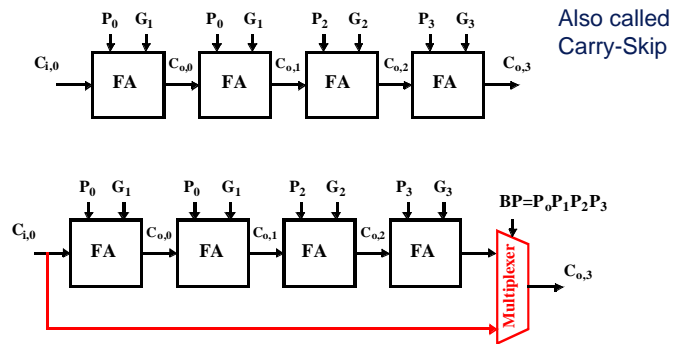 P0 G1 P0 G1 P2 G2 P3 G3
Also called
Carry-Skip
Ci,0 FA Co,0 FA Co,1 FA Co,2 FA Co,3
P0 G1 P0 G1 P2 G2 P3 G3 BP=PoP1P2P3
Ci,0 FA Co,0 FA Co,1 FA Co,2 FA Multiplexer Co,3